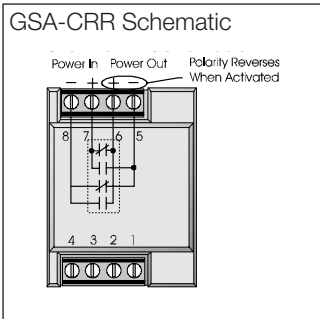 GSA-CRR Schematic
Power In Power Out Polarity Reverses
When Activated
− + + −
8 7 6 5
4 3 2 1